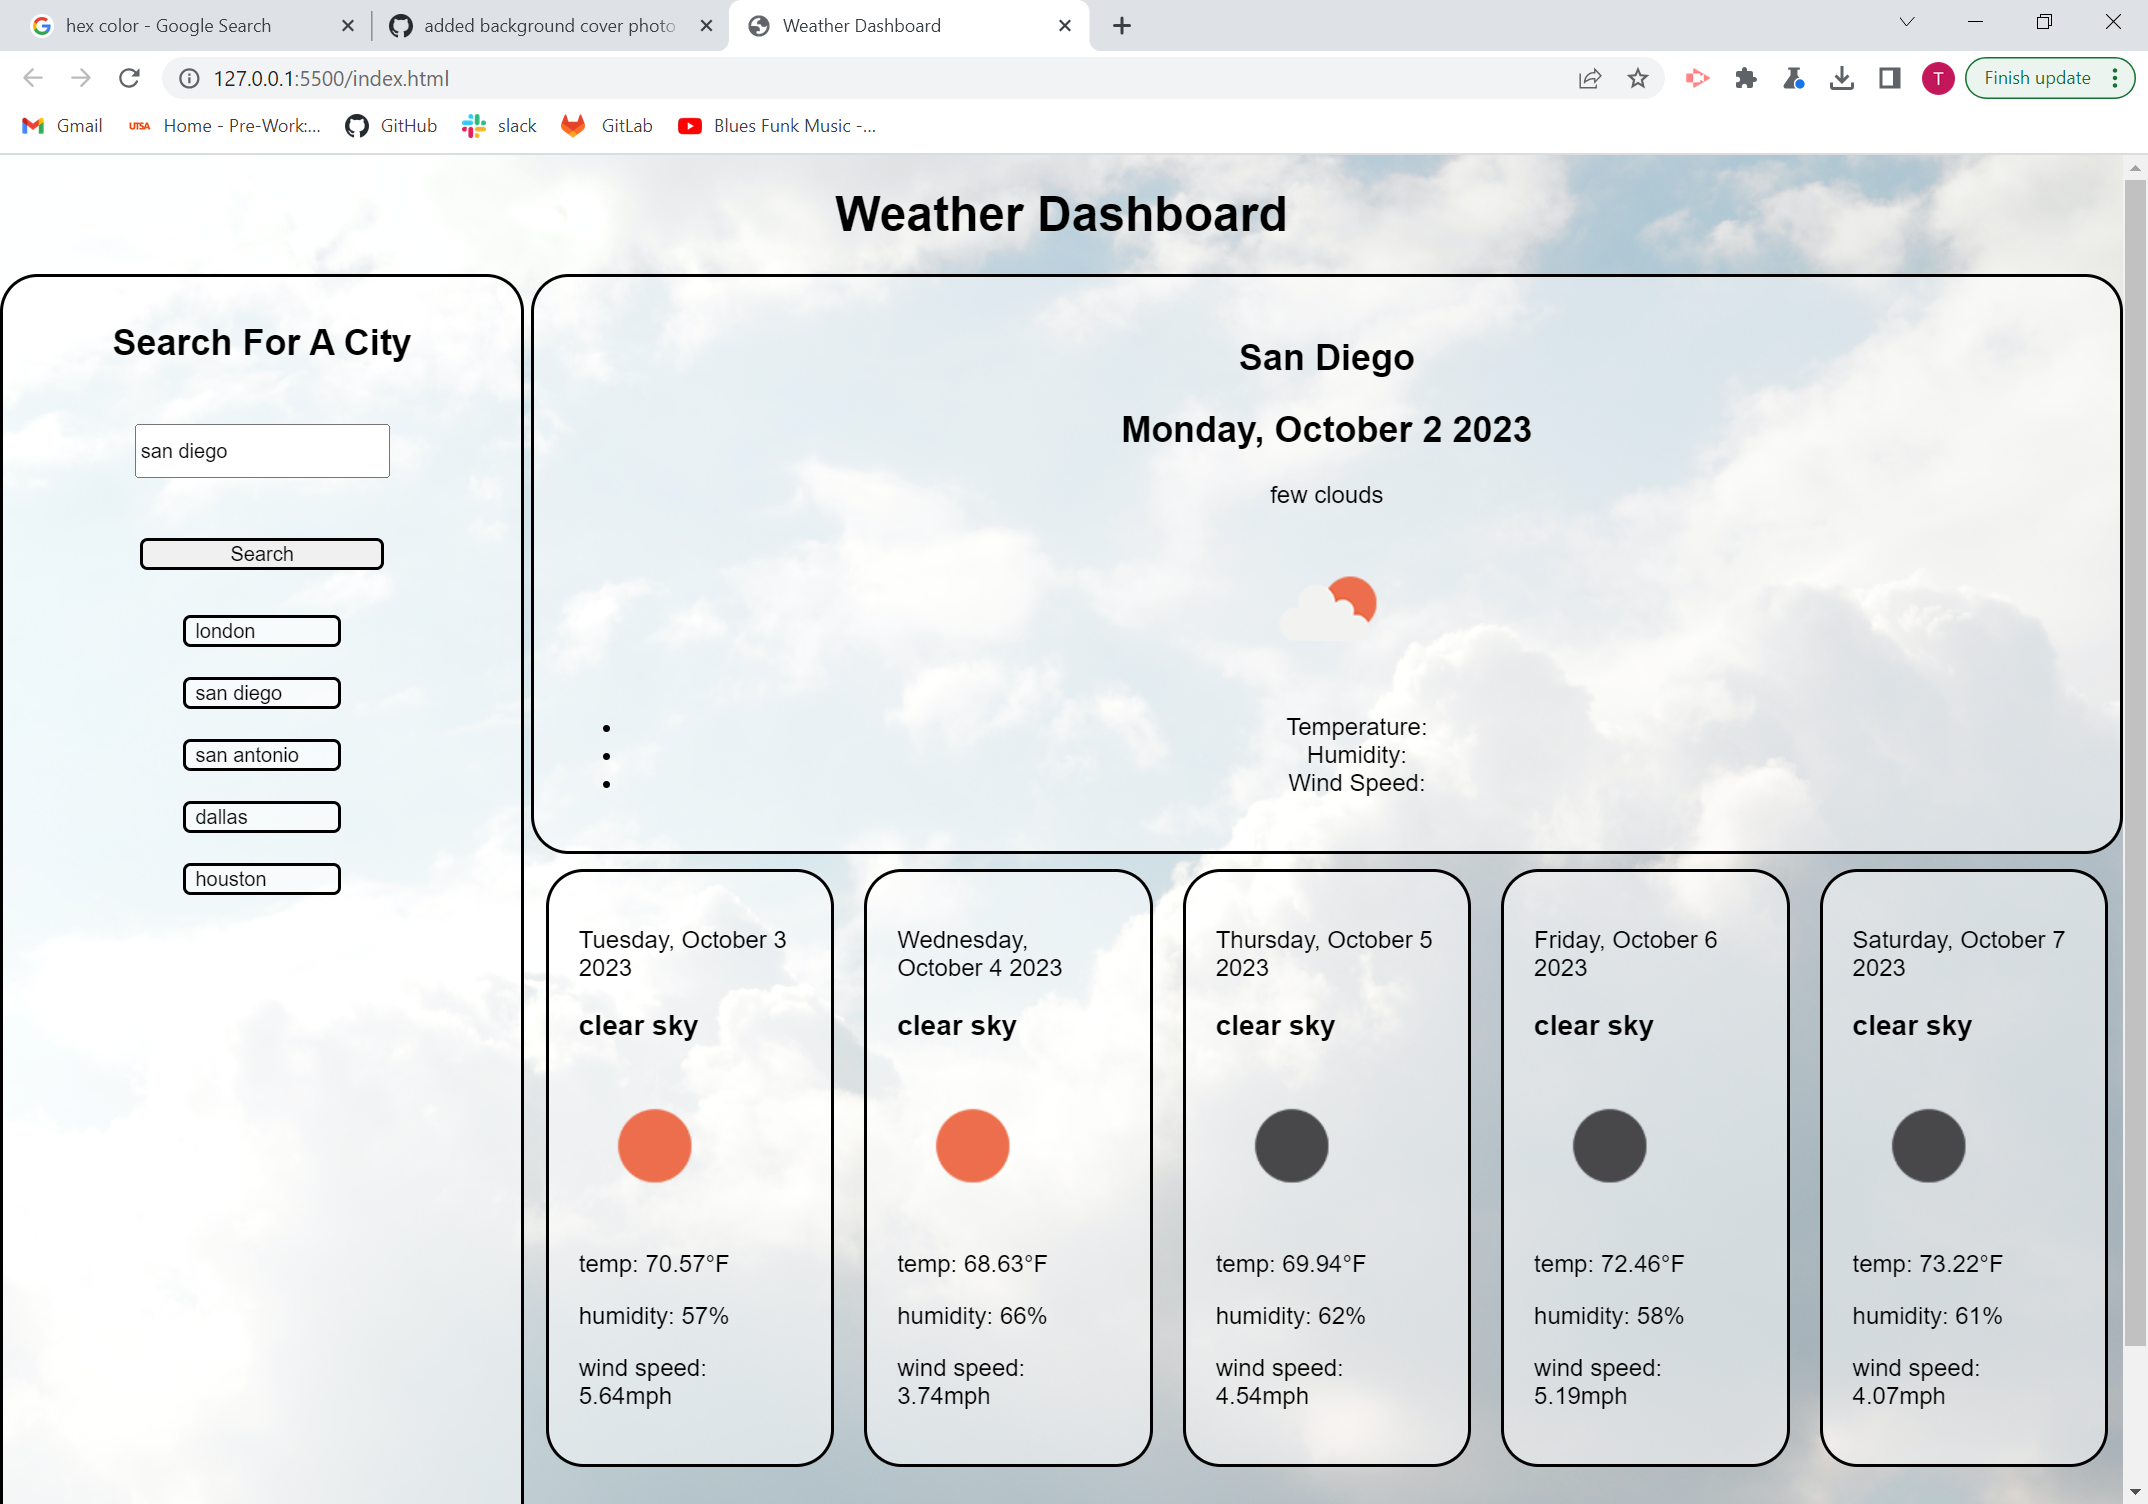 hex color - Google Search
added background cover photo
Weather Dashboard
127.0.0.1:5500/index.html
T
Finish update
Gmail
UTSA
Home - Pre-Work:...
GitHub
slack
GitLab
Blues Funk Music -...
Weather Dashboard
Search For A City
san diego
Search
london
san diego
san antonio
dallas
houston
San Diego
Monday, October 2 2023
few clouds
Temperature:
Humidity:
Wind Speed:
Tuesday, October 3
2023
clear sky
temp: 70.57°F
humidity: 57%
wind speed:
5.64mph
Wednesday,
October 4 2023
clear sky
temp: 68.63°F
humidity: 66%
wind speed:
3.74mph
Thursday, October 5
2023
clear sky
temp: 69.94°F
humidity: 62%
wind speed:
4.54mph
Friday, October 6
2023
clear sky
temp: 72.46°F
humidity: 58%
wind speed:
5.19mph
Saturday, October 7
2023
clear sky
temp: 73.22°F
humidity: 61%
wind speed:
4.07mph